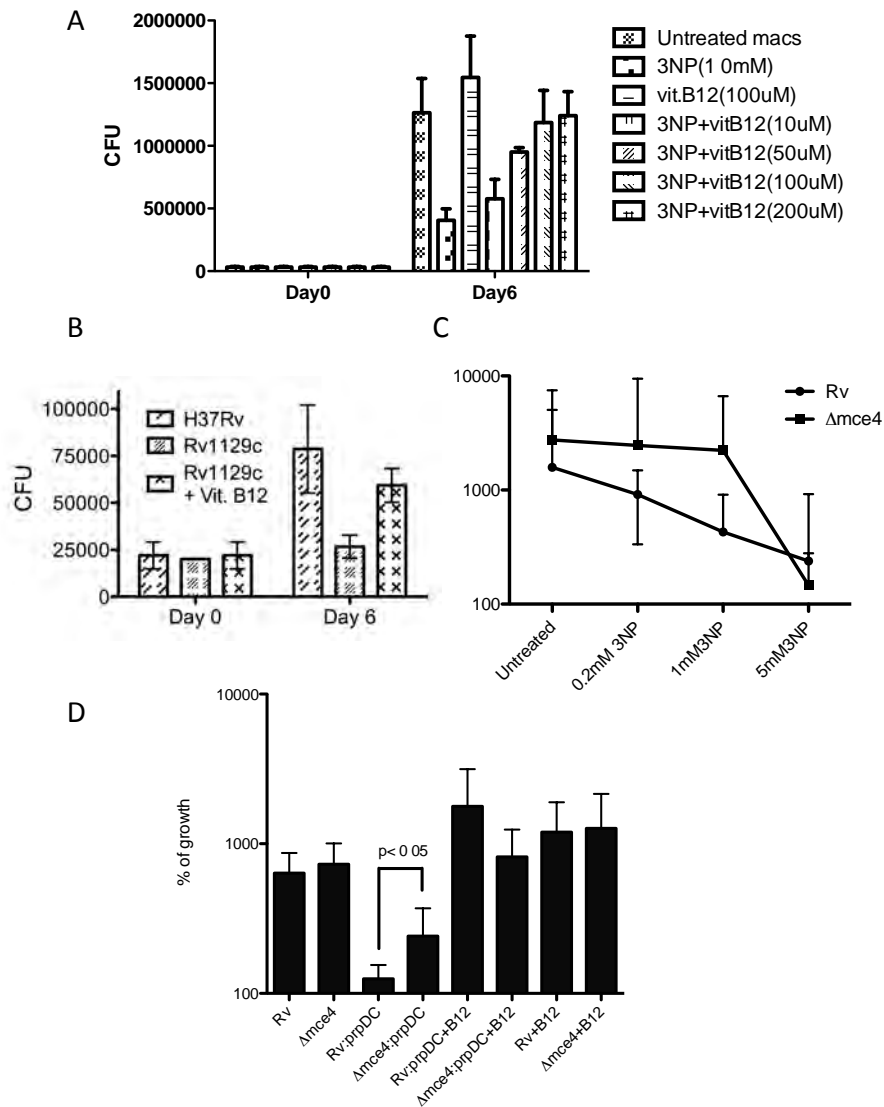 A
2000000
1500000
1000000
500000
0
CFU
Day0
Day6
Untreated macs
3NP(1 0mM)
vit.B12(100uM)
3NP+vitB12(10uM)
3NP+vitB12(50uM)
3NP+vitB12(100uM)
3NP+vitB12(200uM)
B
100000
75000
50000
25000
0
CFU
H37Rv
Rv1129c
Rv1129c
+ Vit. B12
Day 0
Day 6
C
10000
1000
100
Rv
Δmce4
Untreated
0.2mM 3NP
1mM3NP
5mM3NP
D
10000
1000
100
% of growth
p< 0 05
Rv
Δmce4
Rv:prpDC
Δmce4:prpDC
Rv:prpDC+B12
Δmce4:prpDC+B12
Rv+B12
Δmce4+B12